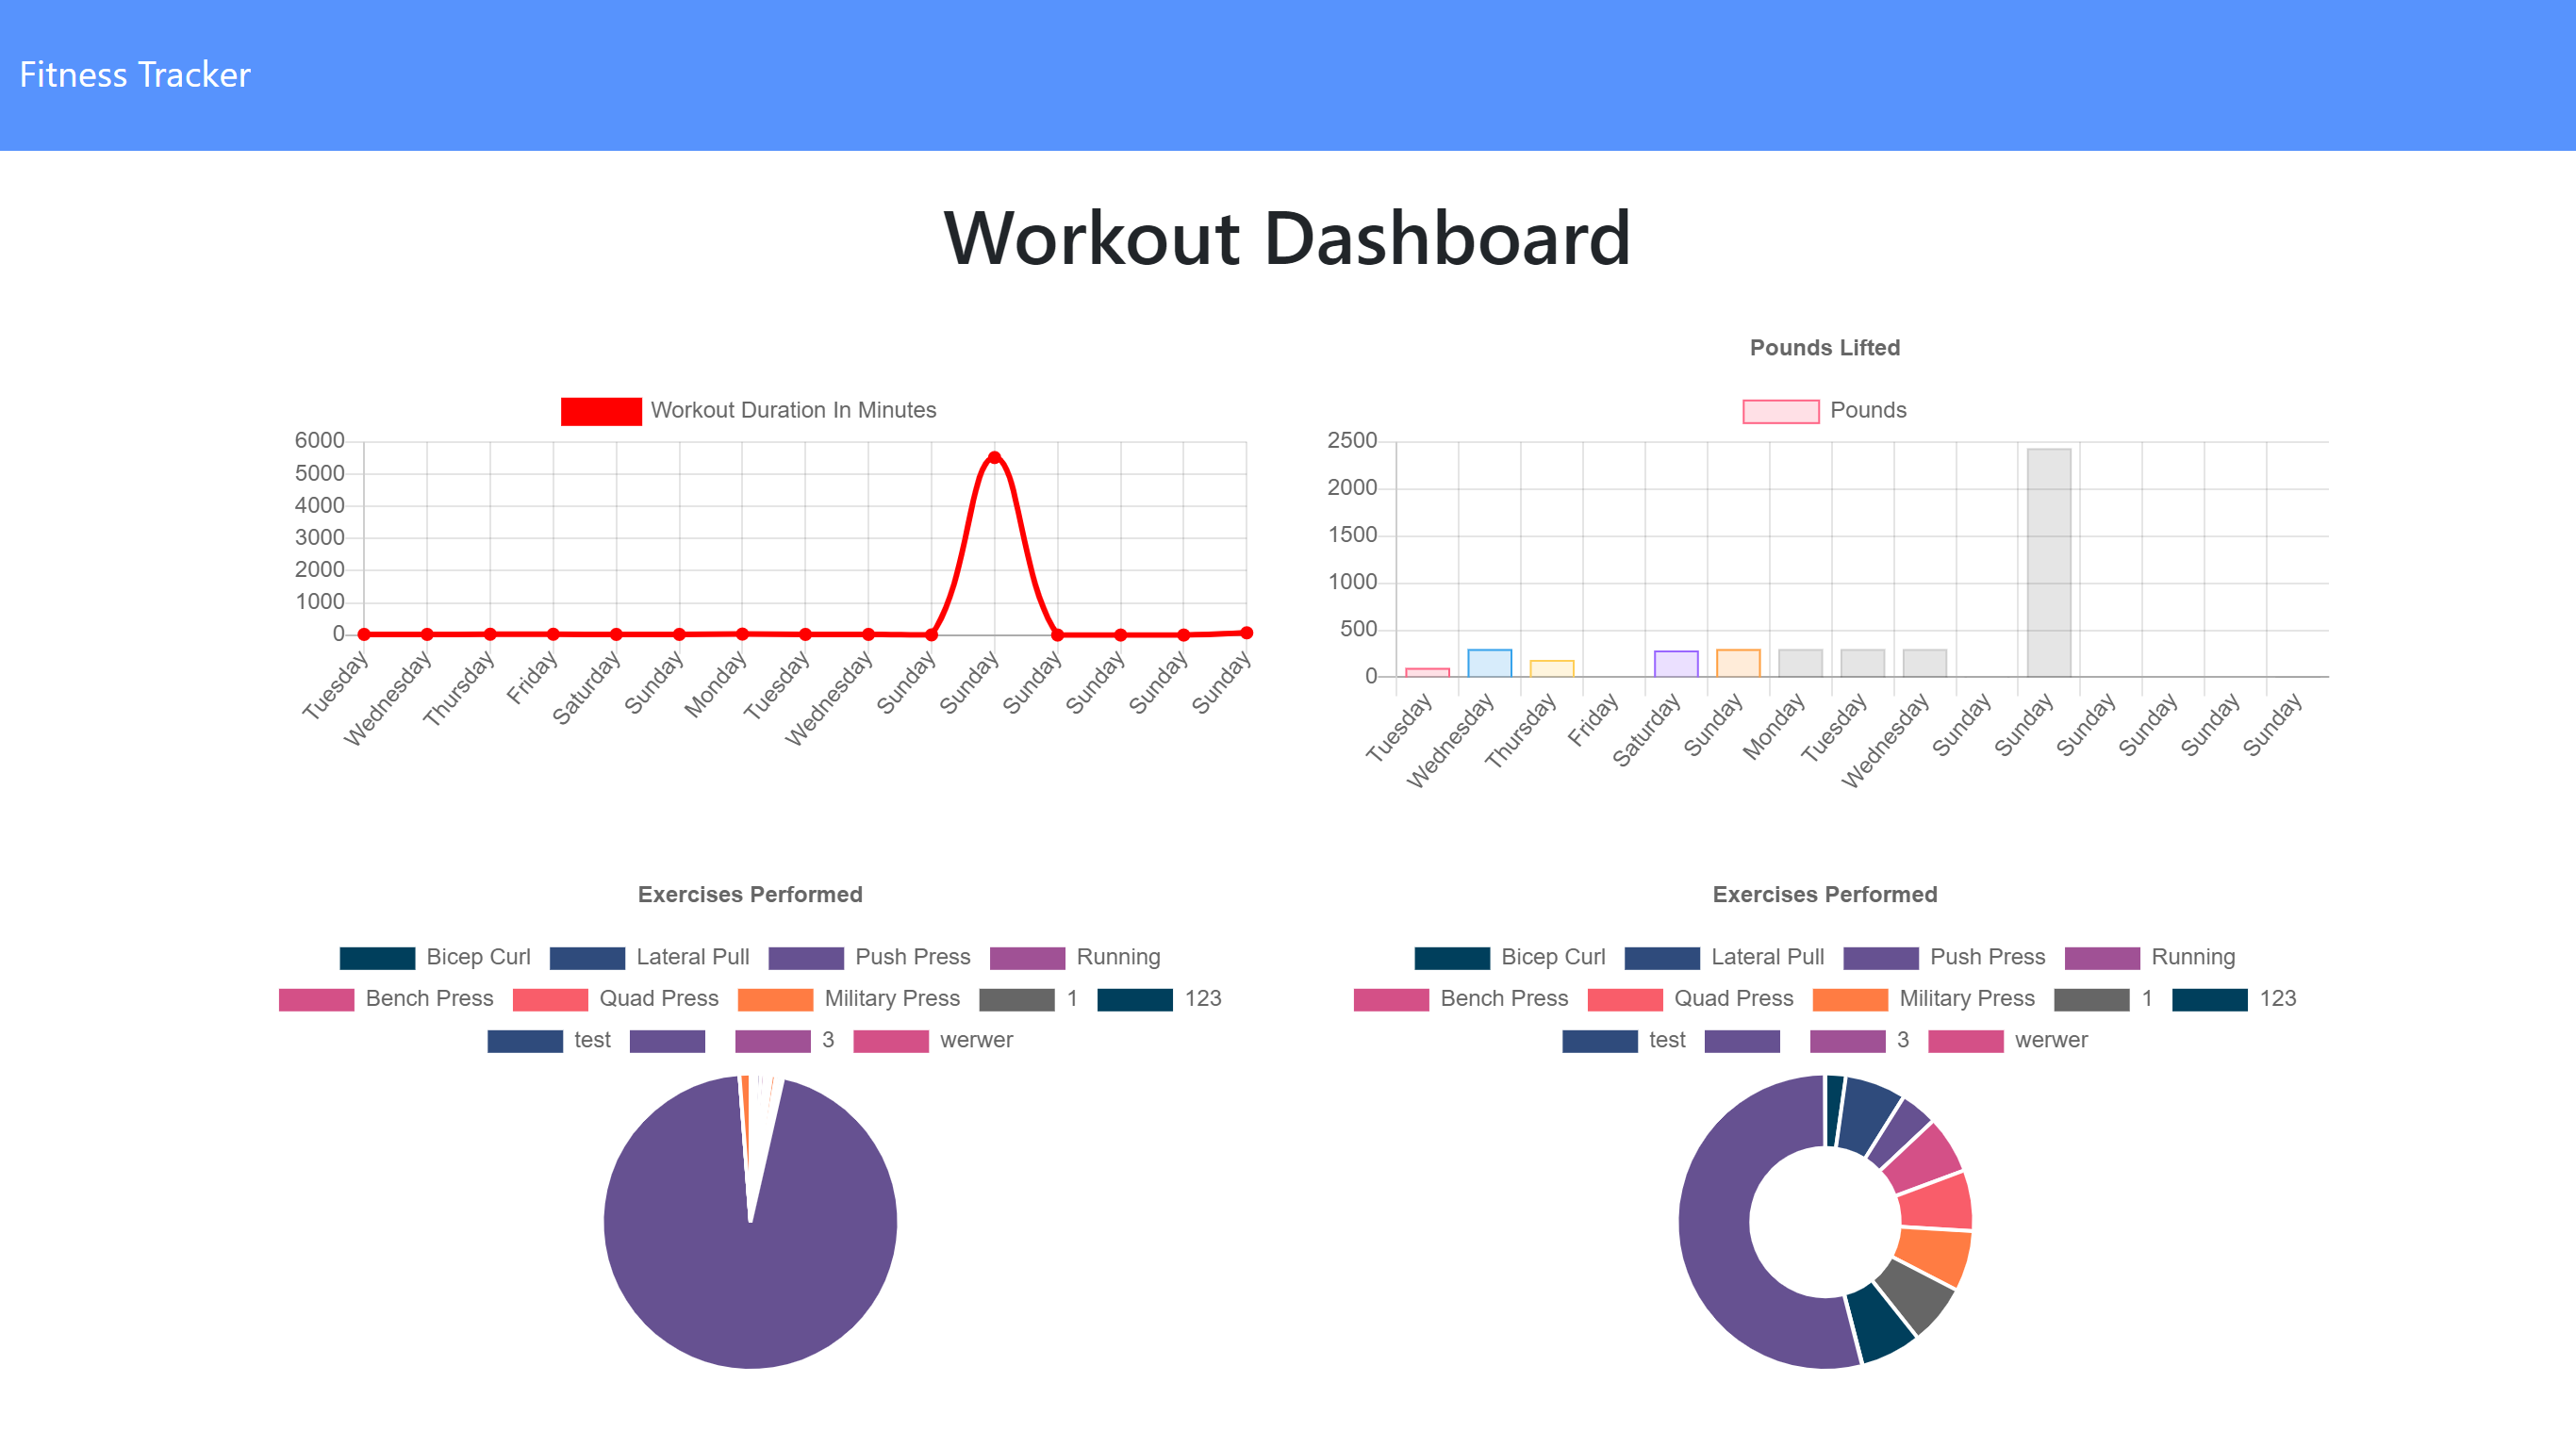 Fitness Tracker
Workout Dashboard
Workout Duration In Minutes
6000
5000
4000
3000
2000
1000
0
Tuesday Wednesday Thursday Friday Saturday Sunday Monday Tuesday Wednesday Sunday Sunday Sunday Sunday Sunday Sunday
Pounds Lifted
Pounds
2500
2000
1500
1000
500
0
Tuesday Wednesday Thursday Friday Saturday Sunday Monday Tuesday Wednesday Sunday Sunday Sunday Sunday Sunday Sunday
Exercises Performed
Bicep Curl Lateral Pull Push Press Running
Bench Press Quad Press Military Press 1 123
test 3 werwer
Exercises Performed
Bicep Curl Lateral Pull Push Press Running
Bench Press Quad Press Military Press 1 123
test 3 werwer